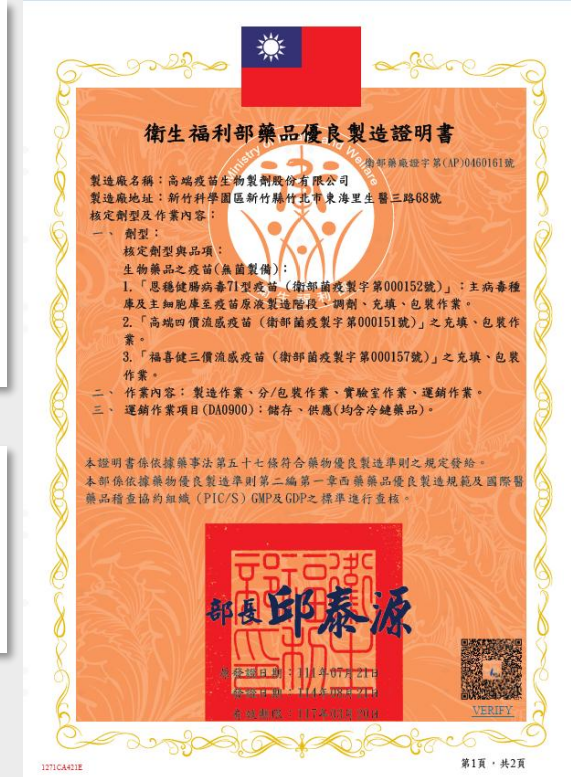 衛生福利部藥品優良製造證明書
衛部藥廠證字第(AP)0460161號
製造廠名稱：高端疫苗生物製劑股份有限公司
製造廠地址：新竹科學園區新竹縣竹北市東海里生醫三路68號
核定劑型及作業內容：
一、 劑型：
核定劑型與品項：
生物藥品之疫苗(無菌製備)：
1.「恩穩健腸病毒71型疫苗 (衛部菌疫製字第000152號)」：主病毒種
庫及主細胞庫至疫苗原液製造階段、調劑、充填、包裝作業。
2.「高端四價流感疫苗 (衛部菌疫製字第000151號)」之充填、包裝作
業。
3.「福喜健三價流感疫苗 (衛部菌疫製字第000157號)」之充填、包裝
作業。
二、 作業內容：製造作業、分/包裝作業、實驗室作業、運銷作業。
三、 運銷作業項目(DA0900)：儲存、供應(均含冷鏈藥品)。
本證明書係依據藥事法第五十七條符合藥物優良製造準則之規定發給。
本部係依據藥物優良製造準則第二編第一章西藥藥品優良製造規範及國際醫
藥品稽查協約組織 (PIC/S) GMP及GDP之標準進行查核。
部長 邱泰源
發證日期：111年07月21日
VERIFY
1271CA421E
第1頁，共2頁